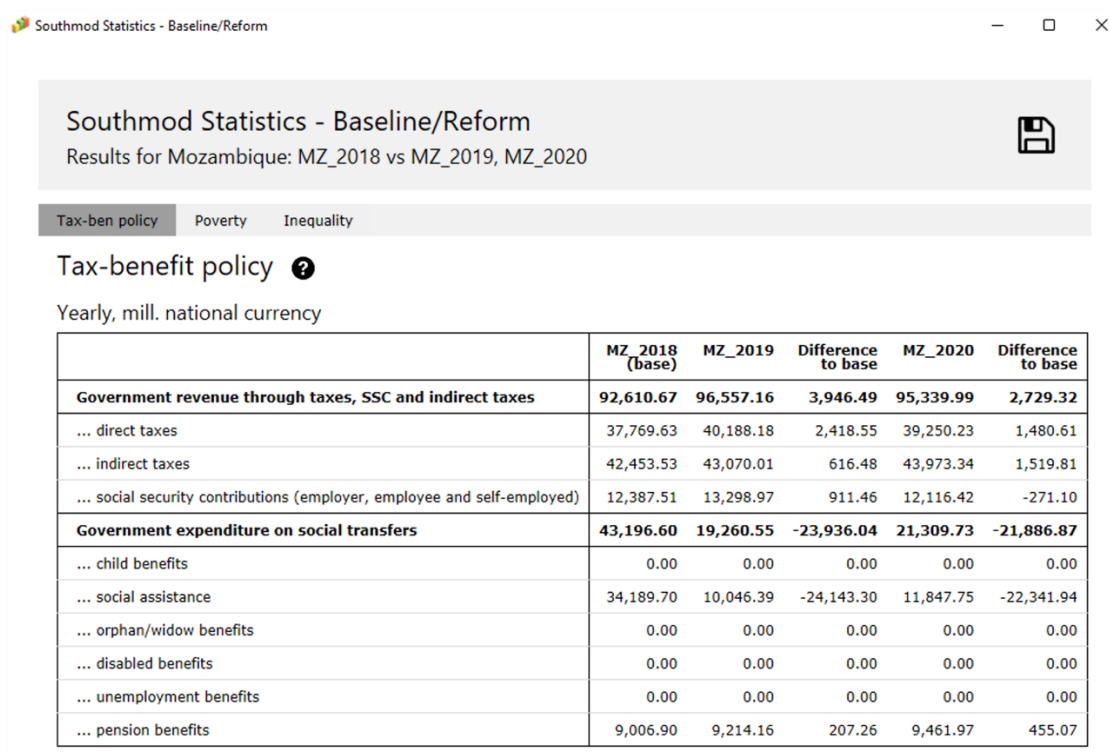 Southmod Statistics - Baseline/Reform
Southmod Statistics - Baseline/Reform
Results for Mozambique: MZ_2018 vs MZ_2019, MZ_2020
Tax-ben policy Poverty Inequality
Tax-benefit policy ?
Yearly, mill. national currency
MZ_2018 (base) MZ_2019 Difference to base MZ_2020 Difference to base
Government revenue through taxes, SSC and indirect taxes 92,610.67 96,557.16 3,946.49 95,339.99 2,729.32
... direct taxes 37,769.63 40,188.18 2,418.55 39,250.23 1,480.61
... indirect taxes 42,453.53 43,070.01 616.48 43,973.34 1,519.81
... social security contributions (employer, employee and self-employed) 12,387.51 13,298.97 911.46 12,116.42 -271.10
Government expenditure on social transfers 43,196.60 19,260.55 -23,936.04 21,309.73 -21,886.87
... child benefits 0.00 0.00 0.00 0.00 0.00
... social assistance 34,189.70 10,046.39 -24,143.30 11,847.75 -22,341.94
... orphan/widow benefits 0.00 0.00 0.00 0.00 0.00
... disabled benefits 0.00 0.00 0.00 0.00 0.00
... unemployment benefits 0.00 0.00 0.00 0.00 0.00
... pension benefits 9,006.90 9,214.16 207.26 9,461.97 455.07